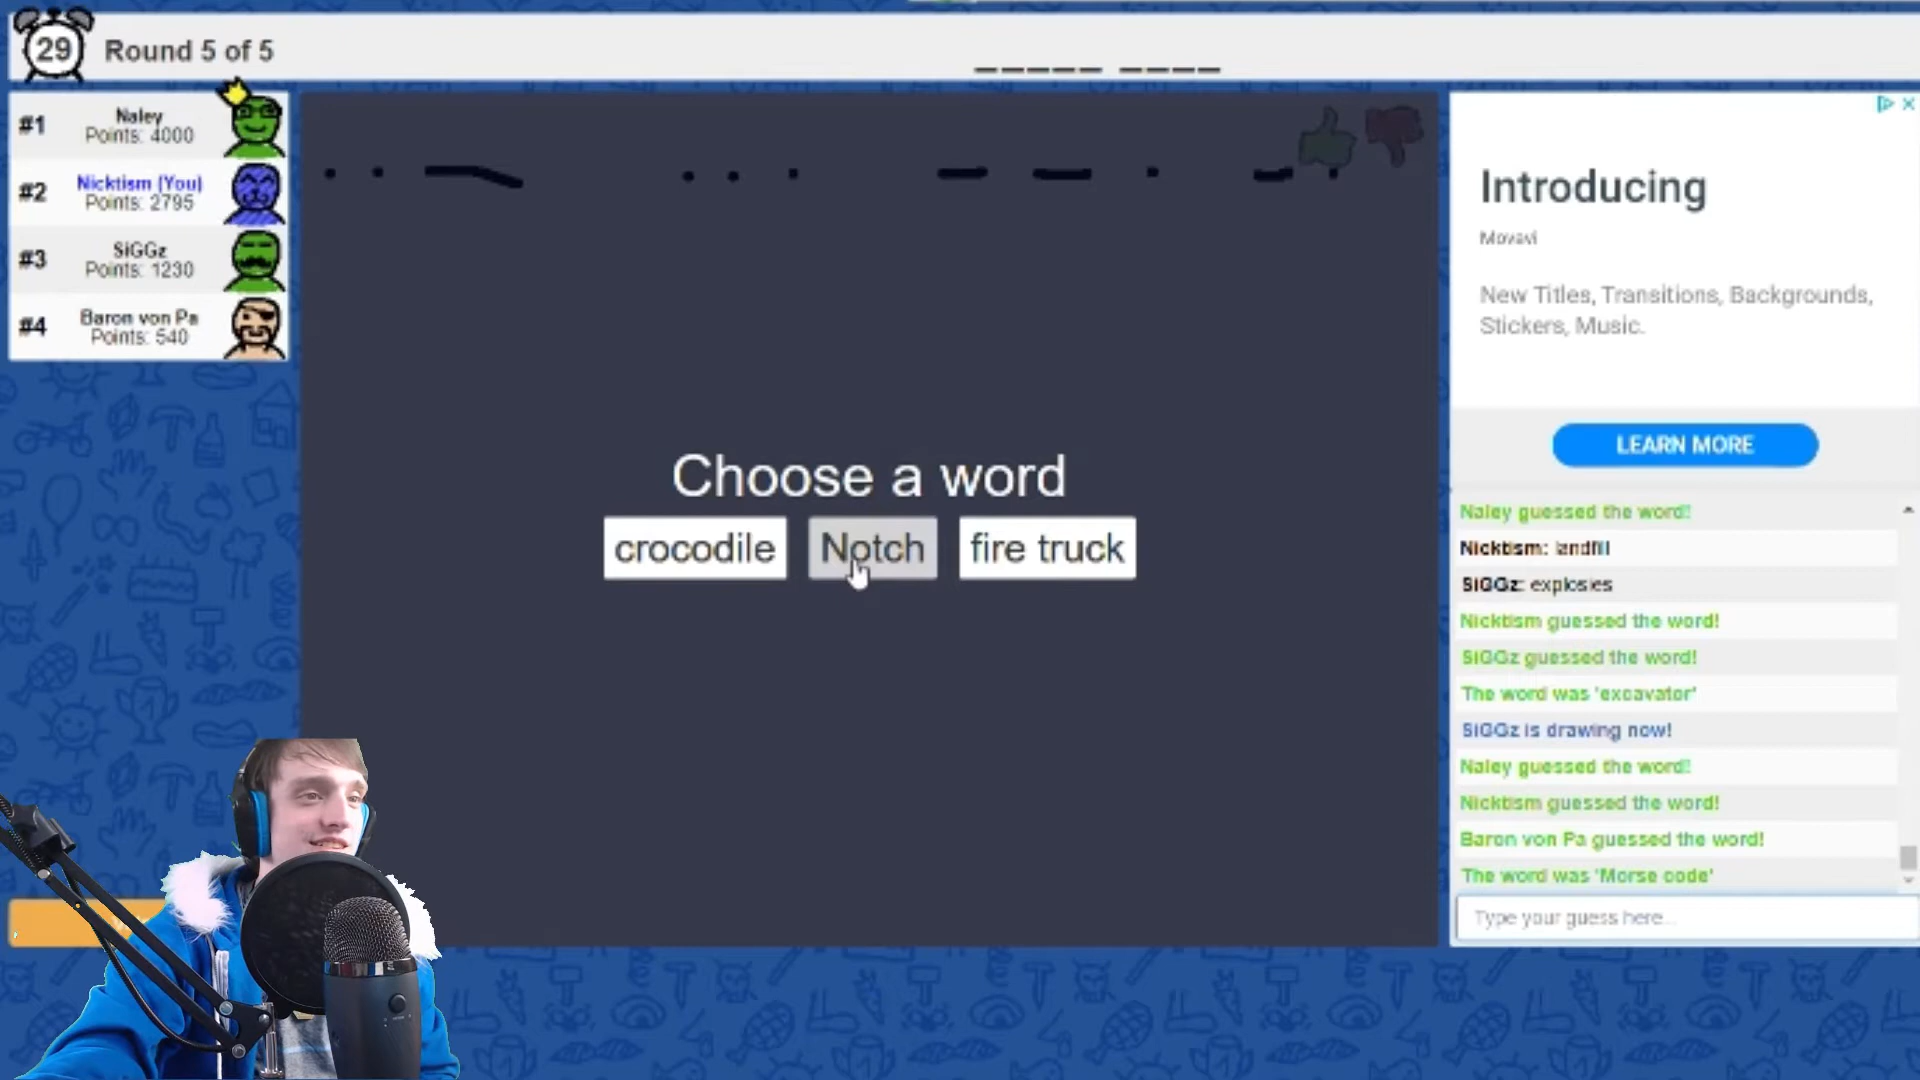 29
Round 5 of 5
_____ ____
#1
Naley
Points: 4000
#2
Nicktism (You)
Points: 2795
#3
SiGGz
Points: 1230
#4
Baron von Pa
Points: 540
Choose a word
crocodile
Notch
fire truck
Introducing
Movavi
New Titles, Transitions, Backgrounds,
Stickers, Music.
LEARN MORE
Naley guessed the word!
Nicktism: landfill
SiGGz: explosies
Nicktism guessed the word!
SiGGz guessed the word!
The word was 'excavator'
SiGGz is drawing now!
Naley guessed the word!
Nicktism guessed the word!
Baron von Pa guessed the word!
The word was 'Morse code'
Type your guess here...